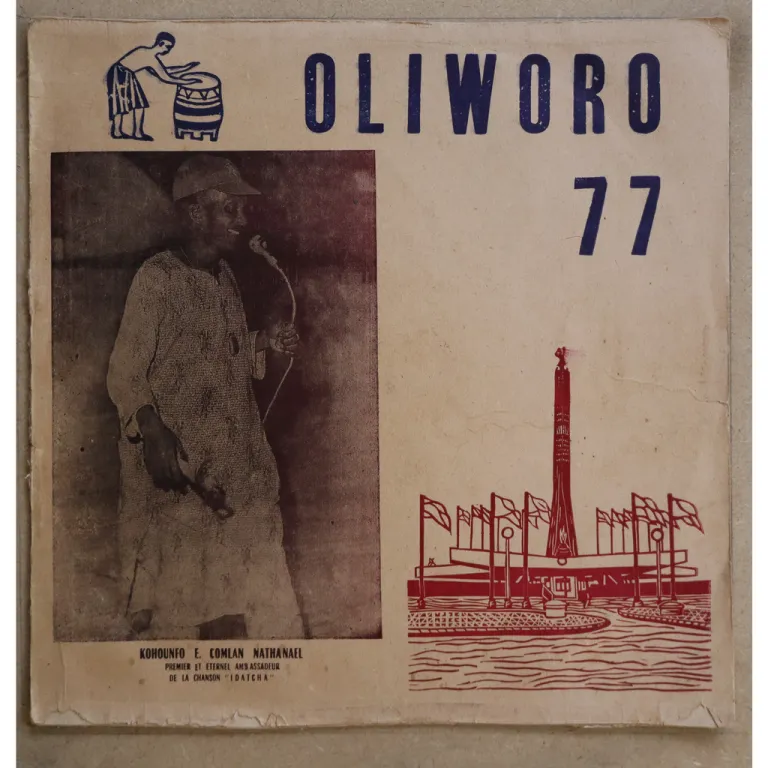 OLIWORO
77
KOHOUNFO E. COMLAN NATHANAEL
PREMIER ET ETERNEL AMBASSADEUR
DE LA CHANSON "IDATCHA"